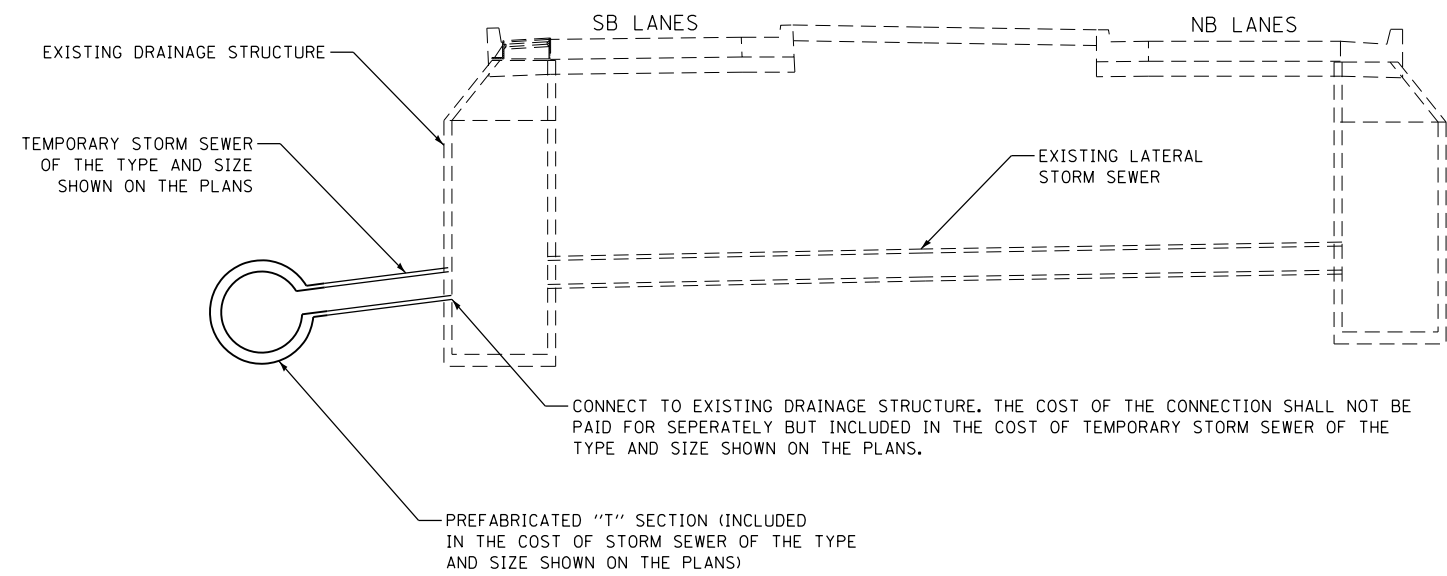 SB LANES
NB LANES
EXISTING DRAINAGE STRUCTURE
TEMPORARY STORM SEWER
OF THE TYPE AND SIZE
SHOWN ON THE PLANS
EXISTING LATERAL
STORM SEWER
CONNECT TO EXISTING DRAINAGE STRUCTURE. THE COST OF THE CONNECTION SHALL NOT BE
PAID FOR SEPERATELY BUT INCLUDED IN THE COST OF TEMPORARY STORM SEWER OF THE
TYPE AND SIZE SHOWN ON THE PLANS.
PREFABRICATED "T" SECTION (INCLUDED
IN THE COST OF STORM SEWER OF THE TYPE
AND SIZE SHOWN ON THE PLANS)